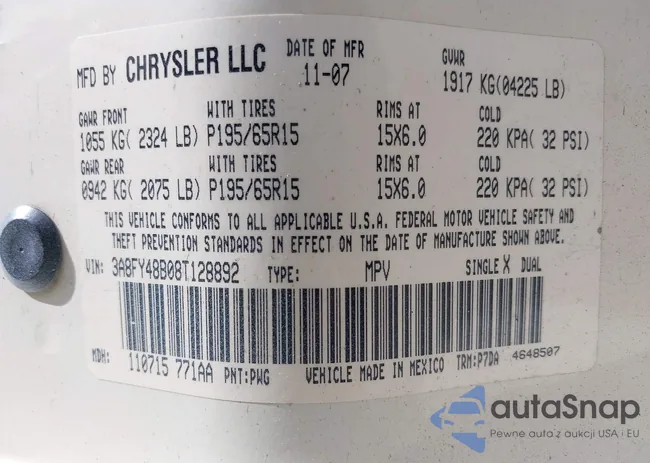 MFD BY CHRYSLER LLC DATE OF MFR 11-07 GVWR 1917 KG(04225 LB)
GAWR FRONT WITH TIRES RIMS AT COLD
1055 KG( 2324 LB) P195/65R15 15X6.0 220 KPA( 32 PSI)
GAWR REAR WITH TIRES RIMS AT COLD
0942 KG( 2075 LB) P195/65R15 15X6.0 220 KPA( 32 PSI)
THIS VEHICLE CONFORMS TO ALL APPLICABLE U.S.A. FEDERAL MOTOR VEHICLE SAFETY AND
THEFT PREVENTION STANDARDS IN EFFECT ON THE DATE OF MANUFACTURE SHOWN ABOVE.
VIN: 3A8FY48B08T128892 TYPE: MPV SINGLE X DUAL
MDH: 110715 771AA PNT:PWG VEHICLE MADE IN MEXICO TRM:P7DA 4648507
autaSnap
Pewne auta z aukcji USA i EU